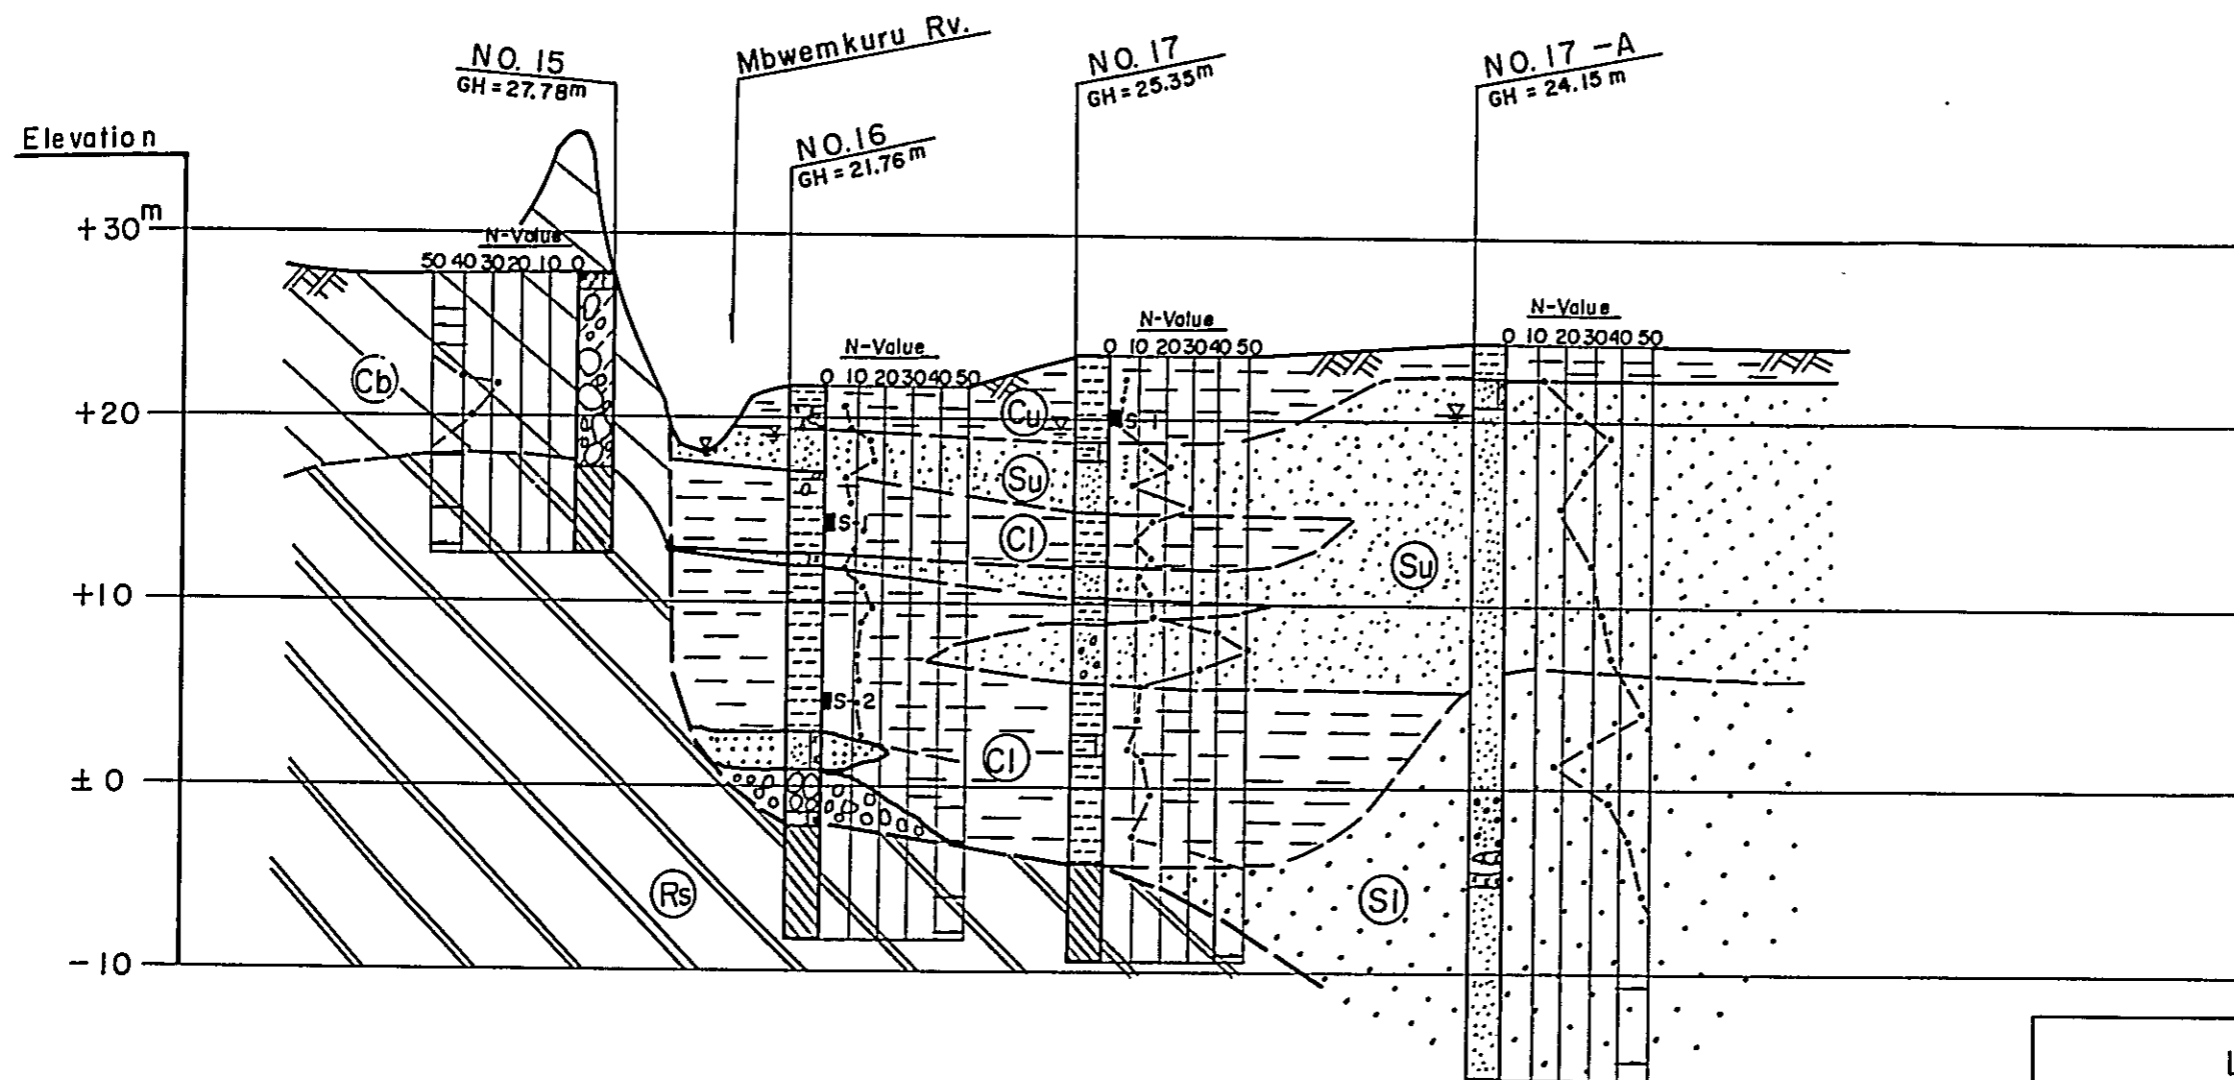 NO. 15
GH = 27.78m
Mbwemkuru Rv.
NO. 17
GH = 25.35m
NO. 17 -A
GH = 24.15 m
Elevation
NO. 16
GH = 21.76 m
+30 m
N-Value
50 40 30 20 10 0
N-Value
0 10 20 30 40 50
N-Value
0 10 20 30 40 50
N-Value
0 10 20 30 40 50
Cb
+20
Cu
S-1
Su
Cl
S-1
Su
+10
S-2
Cl
± 0
Rs
Sl
-10